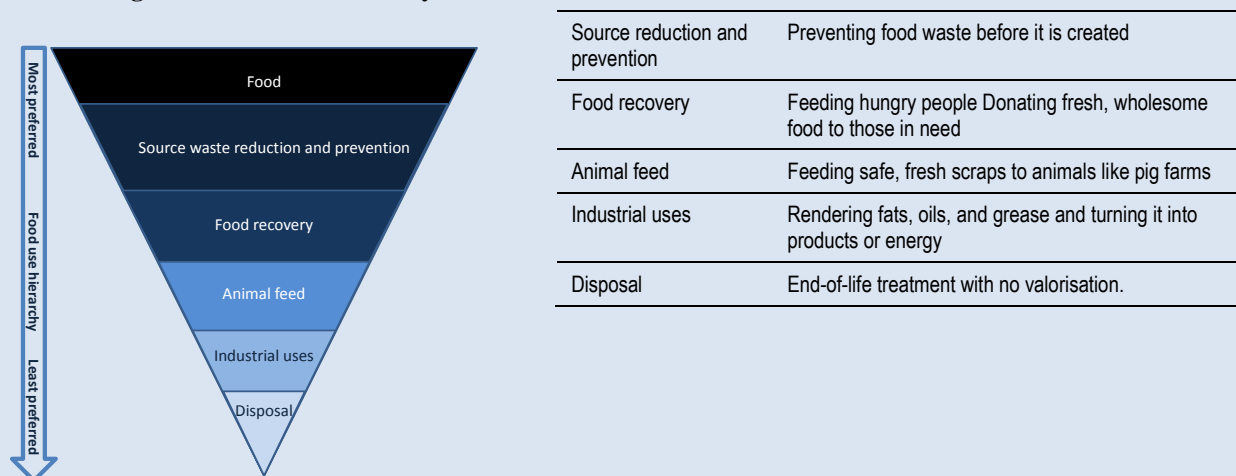 Most preferred
Food use hierarchy
Least preferred
Food
Source waste reduction and prevention
Food recovery
Animal feed
Industrial uses
Disposal
Source reduction and
prevention
Preventing food waste before it is created
Food recovery
Feeding hungry people Donating fresh, wholesome
food to those in need
Animal feed
Feeding safe, fresh scraps to animals like pig farms
Industrial uses
Rendering fats, oils, and grease and turning it into
products or energy
Disposal
End-of-life treatment with no valorisation.